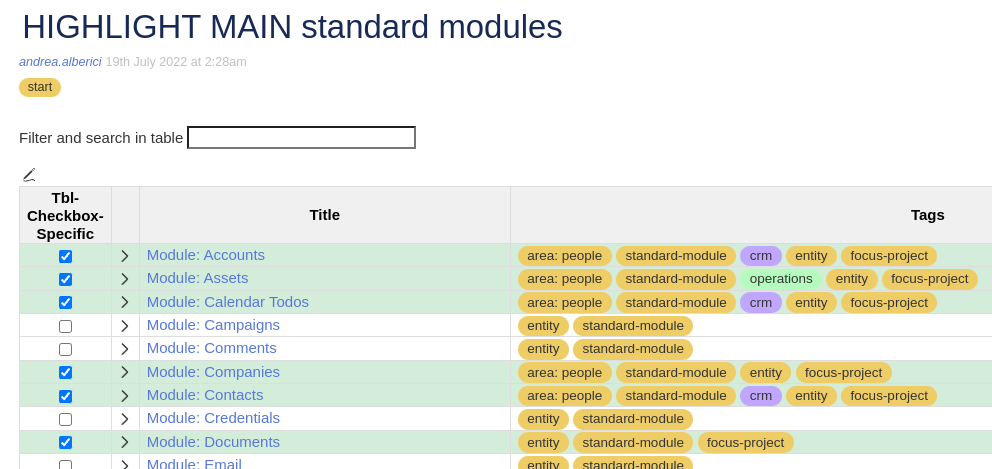 HIGHLIGHT MAIN standard modules
andrea.alberici 19th July 2022 at 2:28am
start
Filter and search in table
Tbl-
Checkbox-
Specific
Title
Tags
Module: Accounts area: people standard-module crm entity focus-project
Module: Assets area: people standard-module operations entity focus-project
Module: Calendar Todos area: people standard-module crm entity focus-project
Module: Campaigns entity standard-module
Module: Comments entity standard-module
Module: Companies area: people standard-module entity focus-project
Module: Contacts area: people standard-module crm entity focus-project
Module: Credentials entity standard-module
Module: Documents entity standard-module focus-project
Module: Email entity standard-module